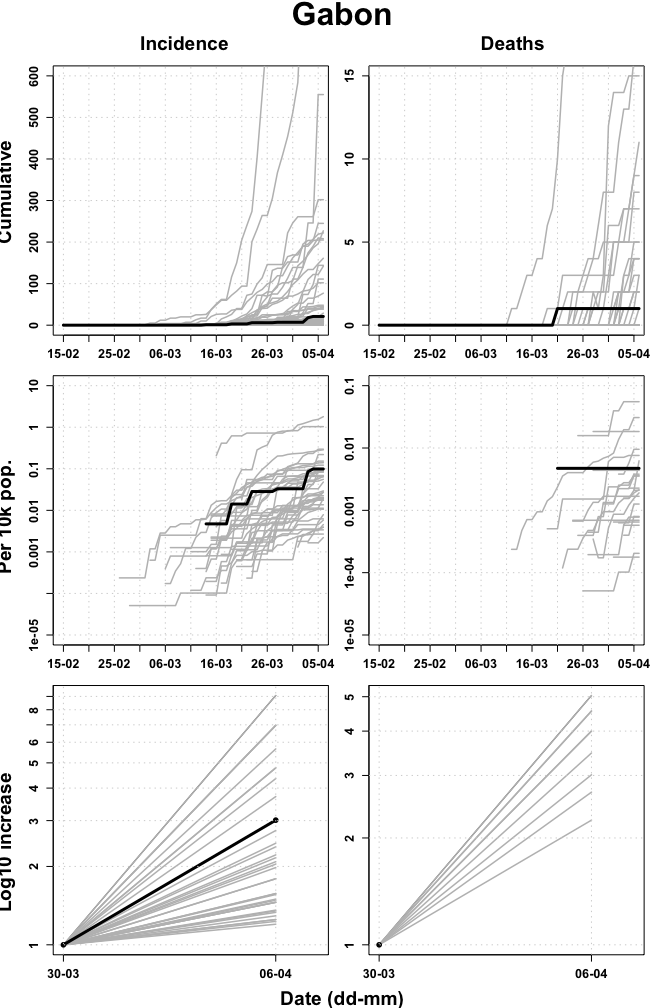 Gabon
Incidence Deaths
Cumulative
600
500
400
300
200
100
0
15-02 25-02 06-03 16-03 26-03 05-04
15
10
5
0
15-02 25-02 06-03 16-03 26-03 05-04
Per 10k pop.
10
1
0.1
0.01
0.001
1e-05
15-02 25-02 06-03 16-03 26-03 05-04
0.1
0.01
0.001
1e-04
1e-05
15-02 25-02 06-03 16-03 26-03 05-04
Log10 increase
8
6
5
4
3
2
1
30-03 06-04
5
4
3
2
1
30-03 06-04
Date (dd-mm)